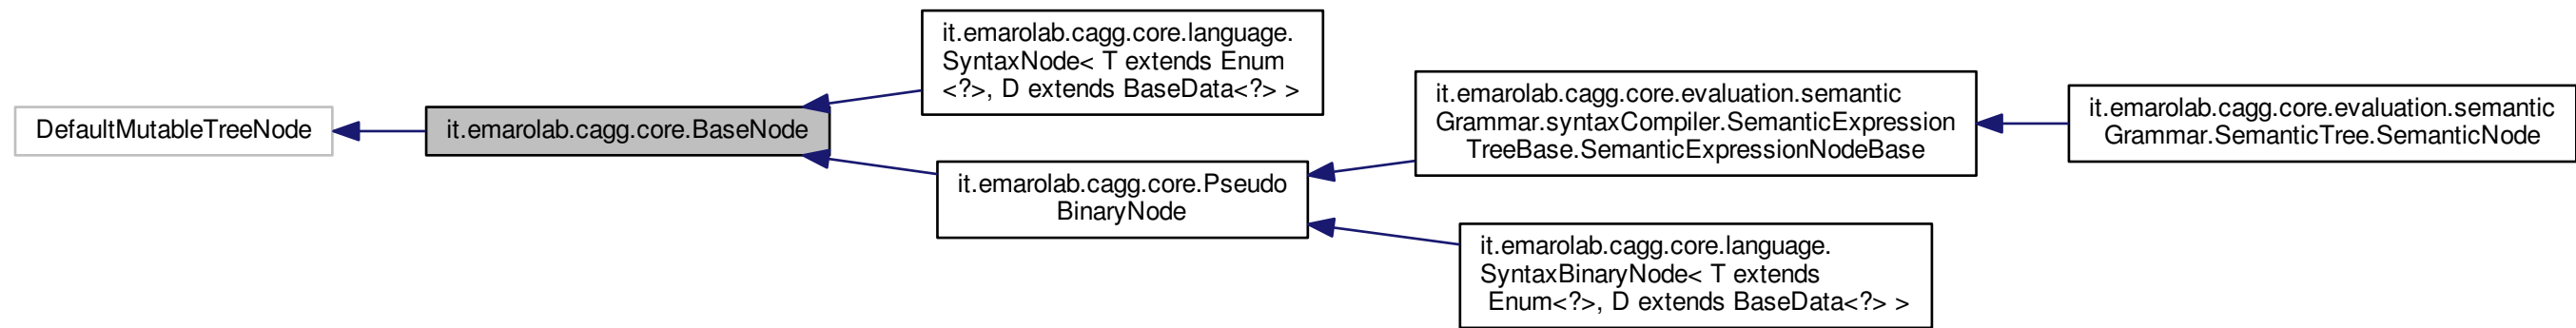 DefaultMutableTreeNode
it.emarolab.cagg.core.BaseNode
it.emarolab.cagg.core.language.
SyntaxNode< T extends Enum
<?>, D extends BaseData<?> >
it.emarolab.cagg.core.Pseudo
BinaryNode
it.emarolab.cagg.core.evaluation.semantic
Grammar.syntaxCompiler.SemanticExpression
TreeBase.SemanticExpressionNodeBase
it.emarolab.cagg.core.language.
SyntaxBinaryNode< T extends
Enum<?>, D extends BaseData<?> >
it.emarolab.cagg.core.evaluation.semantic
Grammar.SemanticTree.SemanticNode